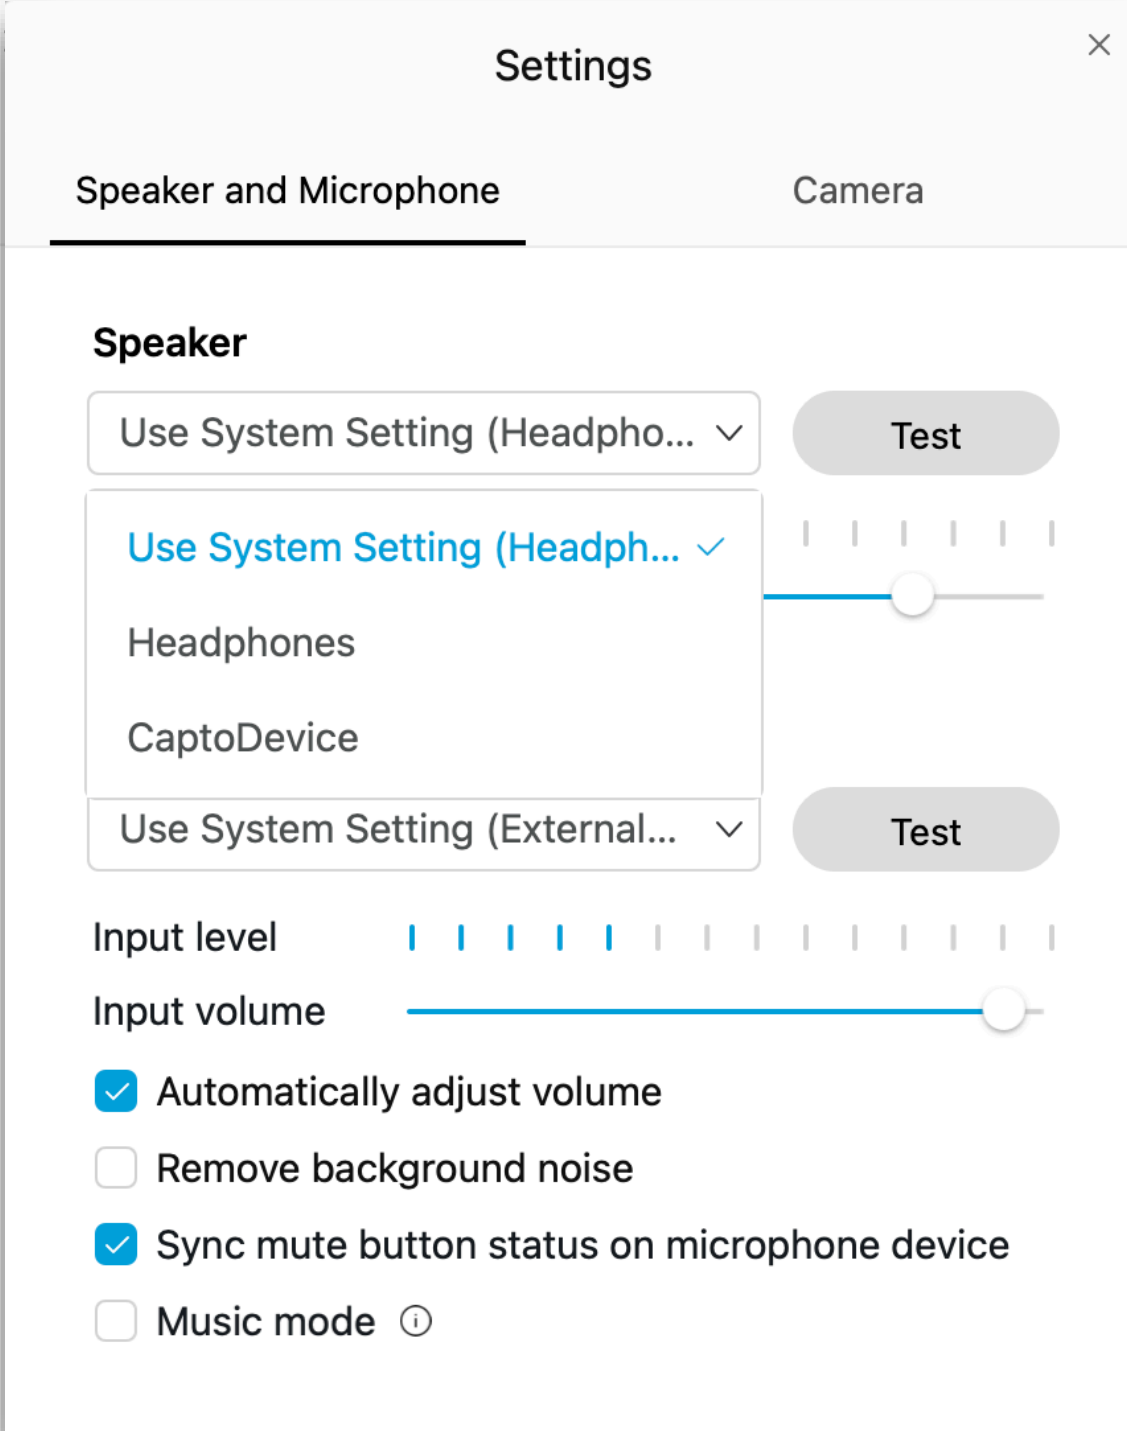 Settings
Speaker and Microphone
Camera
Speaker
Use System Setting (Headpho...
Test
Use System Setting (Headph...
Headphones
CaptoDevice
Use System Setting (External...
Test
Input level
Input volume
Automatically adjust volume
Remove background noise
Sync mute button status on microphone device
Music mode